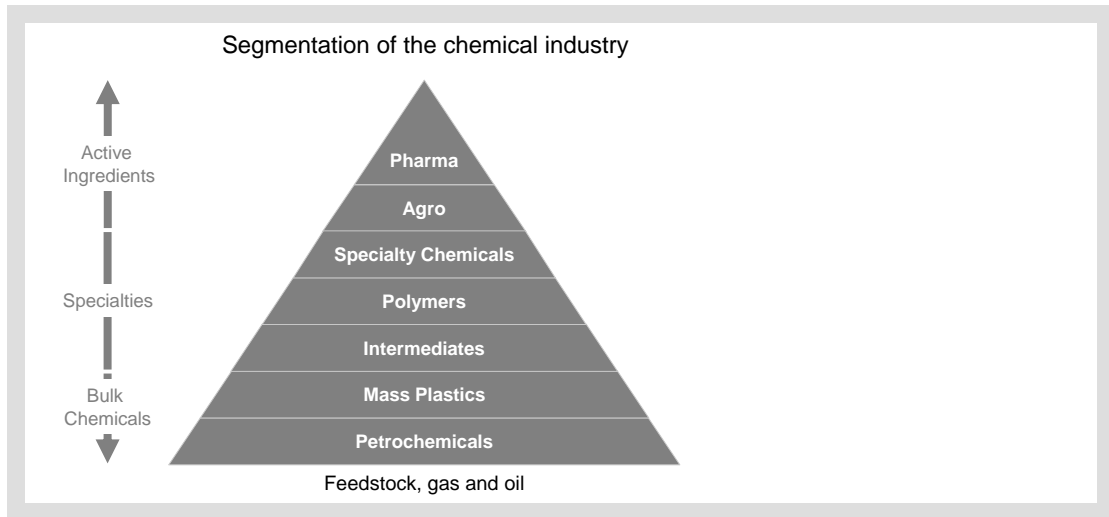 Segmentation of the chemical industry
Active
Ingredients
Specialties
Bulk
Chemicals
Pharma
Agro
Specialty Chemicals
Polymers
Intermediates
Mass Plastics
Petrochemicals
Feedstock, gas and oil